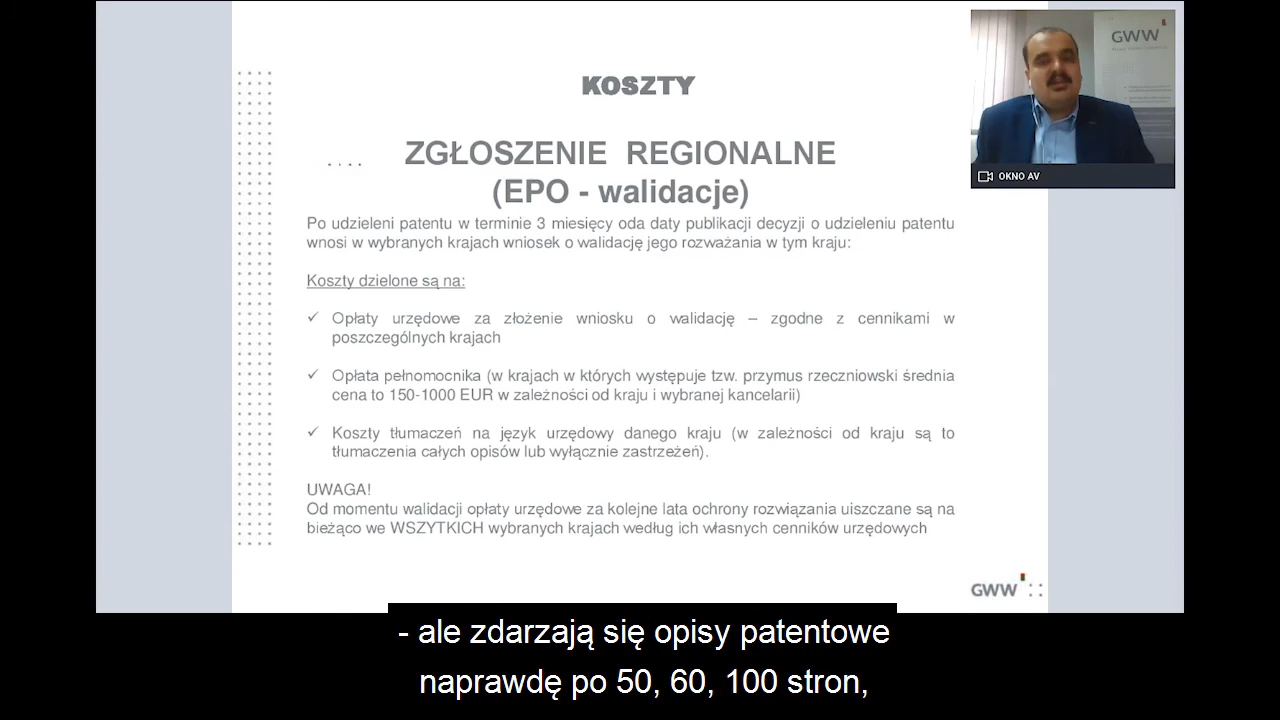 KOSZTY
ZGŁOSZENIE REGIONALNE
(EPO - walidacje)
Po udzieleni patentu w terminie 3 miesięcy oda daty publikacji decyzji o udzieleniu patentu
wnosi w wybranych krajach wniosek o walidację jego rozważania w tym kraju:
Koszty dzielone są na:
✓ Opłaty urzędowe za złożenie wniosku o walidację – zgodne z cennikami w
poszczególnych krajach
✓ Opłata pełnomocnika (w krajach w których występuje tzw. przymus rzeczniowski średnia
cena to 150-1000 EUR w zależności od kraju i wybranej kancelarii)
✓ Koszty tłumaczeń na język urzędowy danego kraju (w zależności od kraju są to
tłumaczenia całych opisów lub wyłącznie zastrzeżeń).
UWAGA!
Od momentu walidacji opłaty urzędowe za kolejne lata ochrony rozwiązania uiszczane są na
bieżąco we WSZYTKICH wybranych krajach według ich własnych cenników urzędowych
GWW
OKNO AV
GWW
- ale zdarzają się opisy patentowe
naprawdę po 50, 60, 100 stron,